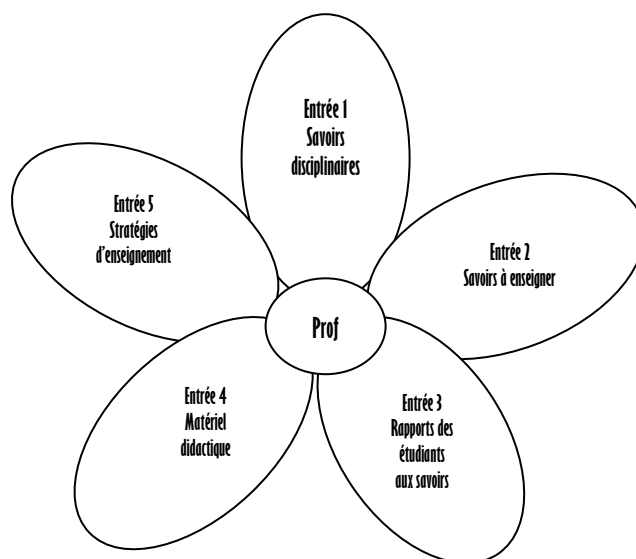 Entrée 1
Savoirs
disciplinaires
Entrée 2
Savoirs à enseigner
Entrée 3
Rapports des
étudiants
aux savoirs
Entrée 4
Matériel
didactique
Entrée 5
Stratégies
d'enseignement
Prof